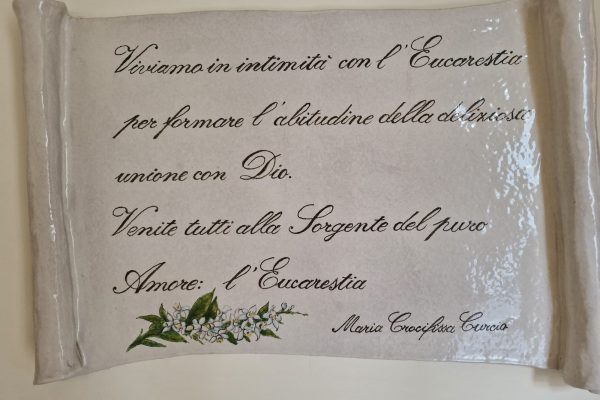 Viviamo in intimità con l'Eucarestia
per formare l'abitudine della deliziosa
unione con Dio.
Venite tutti alla Sorgente del puro
Amore: l'Eucarestia
Maria Crocifissa Curcio